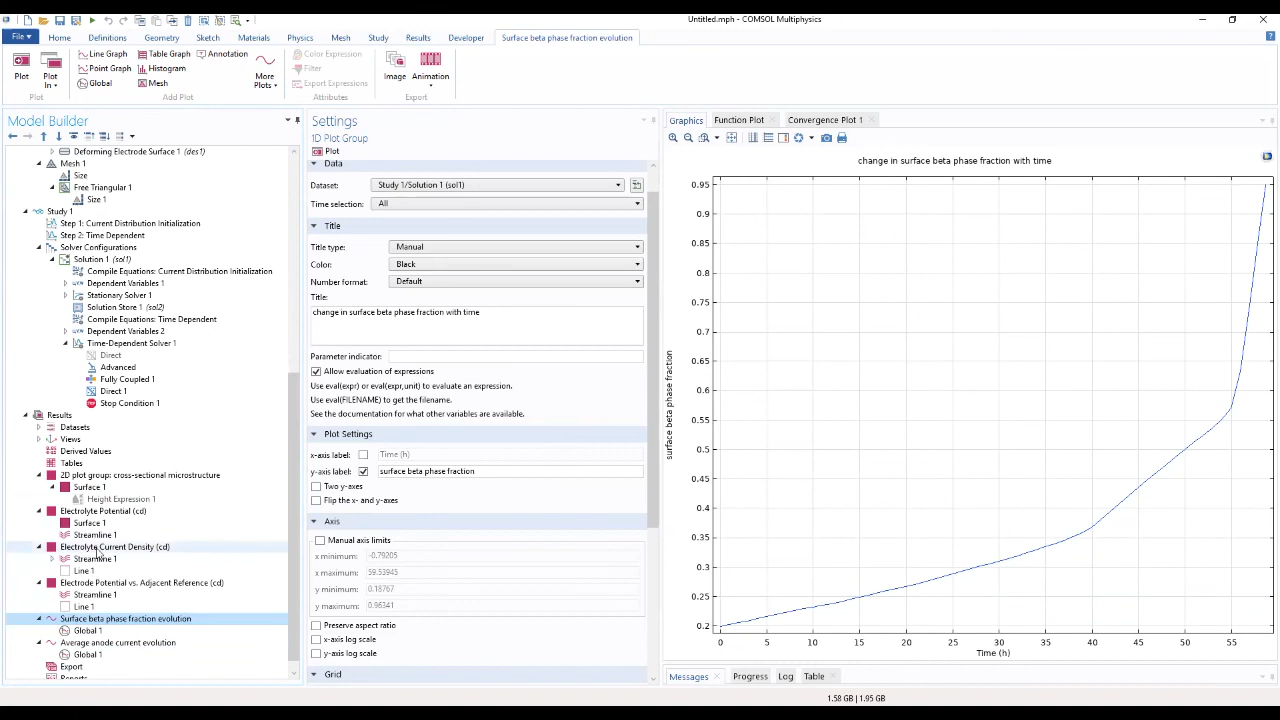 Untitled.mph - COMSOL Multiphysics
File
Home
Definitions
Geometry
Sketch
Materials
Physics
Mesh
Study
Results
Developer
Surface beta phase fraction evolution
Plot
Plot In
Line Graph
Point Graph
Global
Table Graph
Histogram
Mesh
Annotation
More Plots
Color Expression
Filter
Export Expressions
Image
Animation
Plot
Add Plot
Attributes
Export
Model Builder
Deforming Electrode Surface 1 (des1)
Mesh 1
Size
Free Triangular 1
Size 1
Study 1
Step 1: Current Distribution Initialization
Step 2: Time Dependent
Solver Configurations
Solution 1 (sol1)
Compile Equations: Current Distribution Initialization
Dependent Variables 1
Stationary Solver 1
Solution Store 1 (sol2)
Compile Equations: Time Dependent
Dependent Variables 2
Time-Dependent Solver 1
Direct
Advanced
Fully Coupled 1
Direct 1
Stop Condition 1
Results
Datasets
Views
Derived Values
Tables
2D plot group: cross-sectional microstructure
Surface 1
Height Expression 1
Electrolyte Potential (cd)
Surface 1
Streamline 1
Electrolyte Current Density (cd)
Streamline 1
Line 1
Electrode Potential vs. Adjacent Reference (cd)
Streamline 1
Line 1
Surface beta phase fraction evolution
Global 1
Average anode current evolution
Global 1
Export
Settings
1D Plot Group
Plot
Data
Dataset: Study 1/Solution 1 (sol1)
Time selection: All
Title
Title type: Manual
Color: Black
Number format: Default
Title:
change in surface beta phase fraction with time
Parameter indicator:
Allow evaluation of expressions
Use eval(expr) or eval(expr,unit) to evaluate an expression.
Use eval(FILENAME) to get the filename.
See the documentation for what other variables are available.
Plot Settings
x-axis label: Time (h)
y-axis label: surface beta phase fraction
Two y-axes
Flip the x- and y-axes
Axis
Manual axis limits
x minimum: -0.79205
x maximum: 59.53945
y minimum: 0.18767
y maximum: 0.96341
Preserve aspect ratio
x-axis log scale
y-axis log scale
Grid
Graphics
Function Plot
Convergence Plot 1
change in surface beta phase fraction with time
0.95
0.9
0.85
0.8
0.75
0.7
0.65
0.6
0.55
0.5
0.45
0.4
0.35
0.3
0.25
0.2
surface beta phase fraction
0 5 10 15 20 25 30 35 40 45 50 55
Time (h)
Messages
Progress
Log
Table
1.58 GB | 1.95 GB